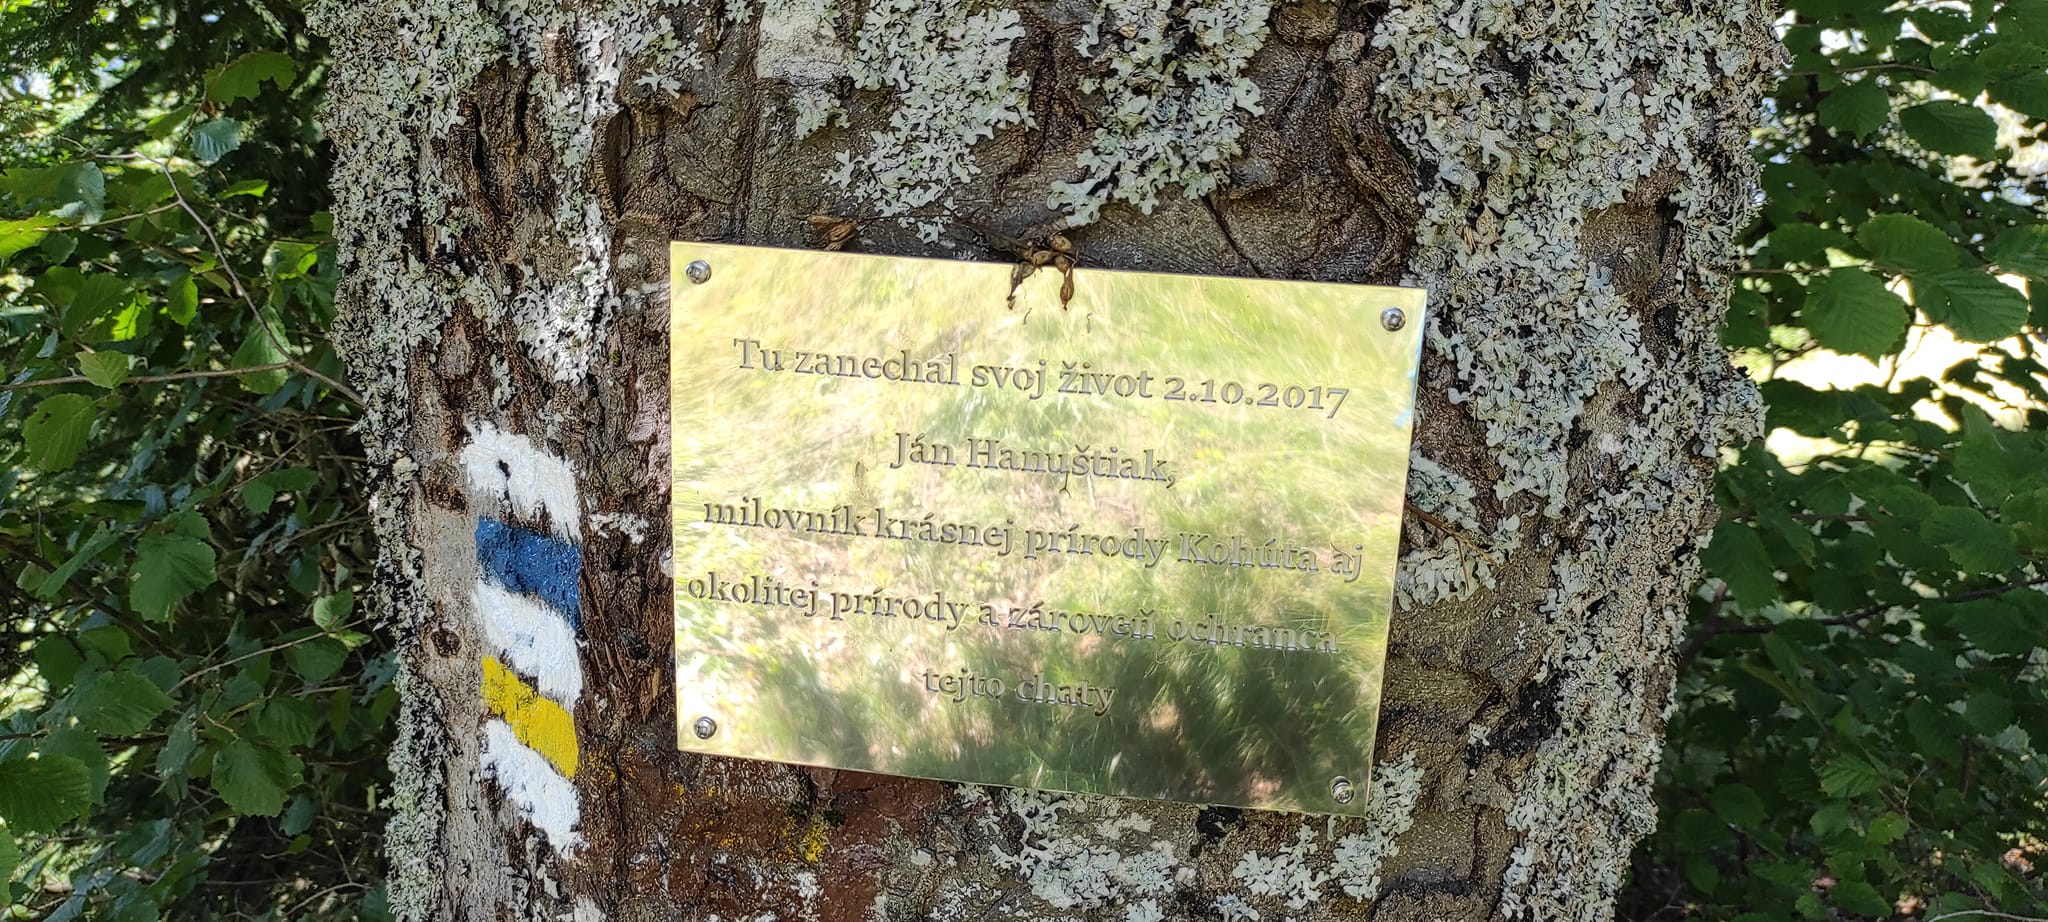 Tu zanechal svoj život 2.10.2017
Ján Hanuštiak,
milovník krásnej prírody Kohúta aj
okolitej prírody a zároveň ochranca
tejto chaty